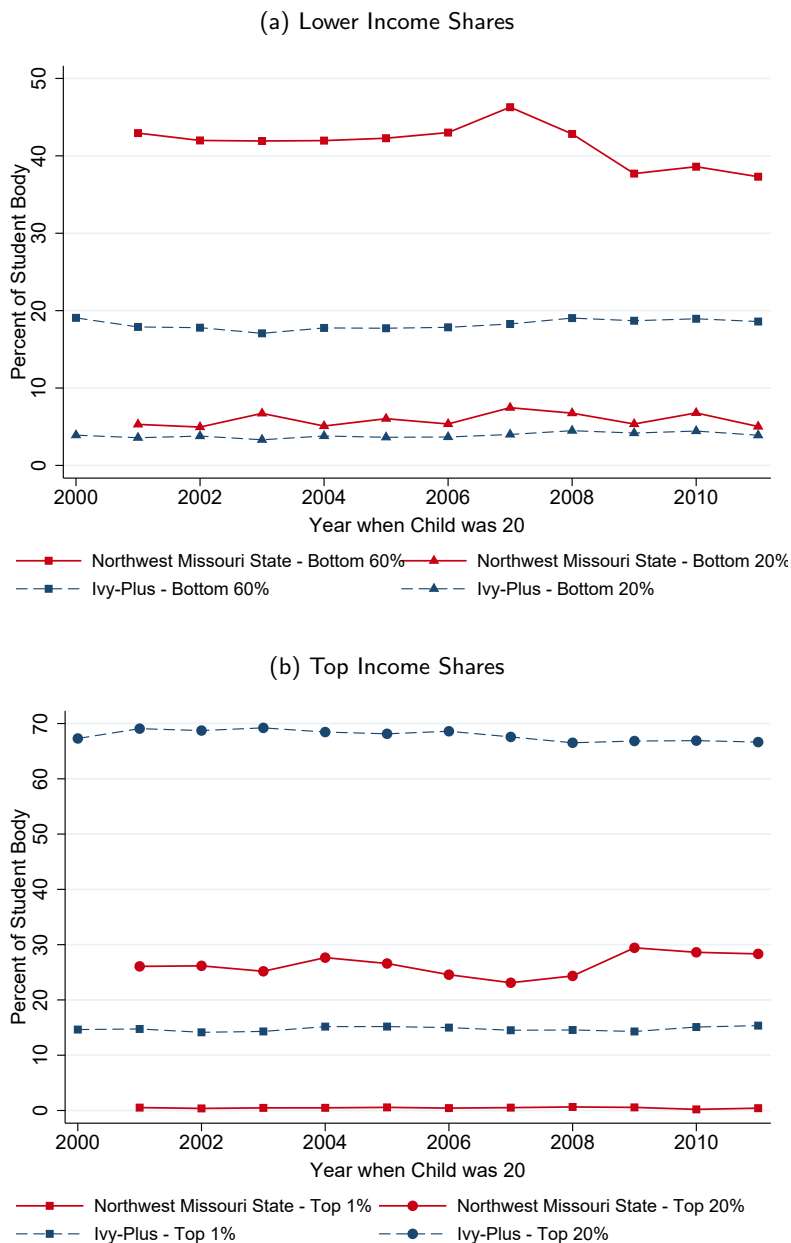 (a) Lower Income Shares
Percent of Student Body
50
40
30
20
10
0
2000 2002 2004 2006 2008 2010
Year when Child was 20
Northwest Missouri State - Bottom 60% Northwest Missouri State - Bottom 20%
Ivy-Plus - Bottom 60% Ivy-Plus - Bottom 20%
(b) Top Income Shares
Percent of Student Body
70
60
50
40
30
20
10
0
2000 2002 2004 2006 2008 2010
Year when Child was 20
Northwest Missouri State - Top 1% Northwest Missouri State - Top 20%
Ivy-Plus - Top 1% Ivy-Plus - Top 20%